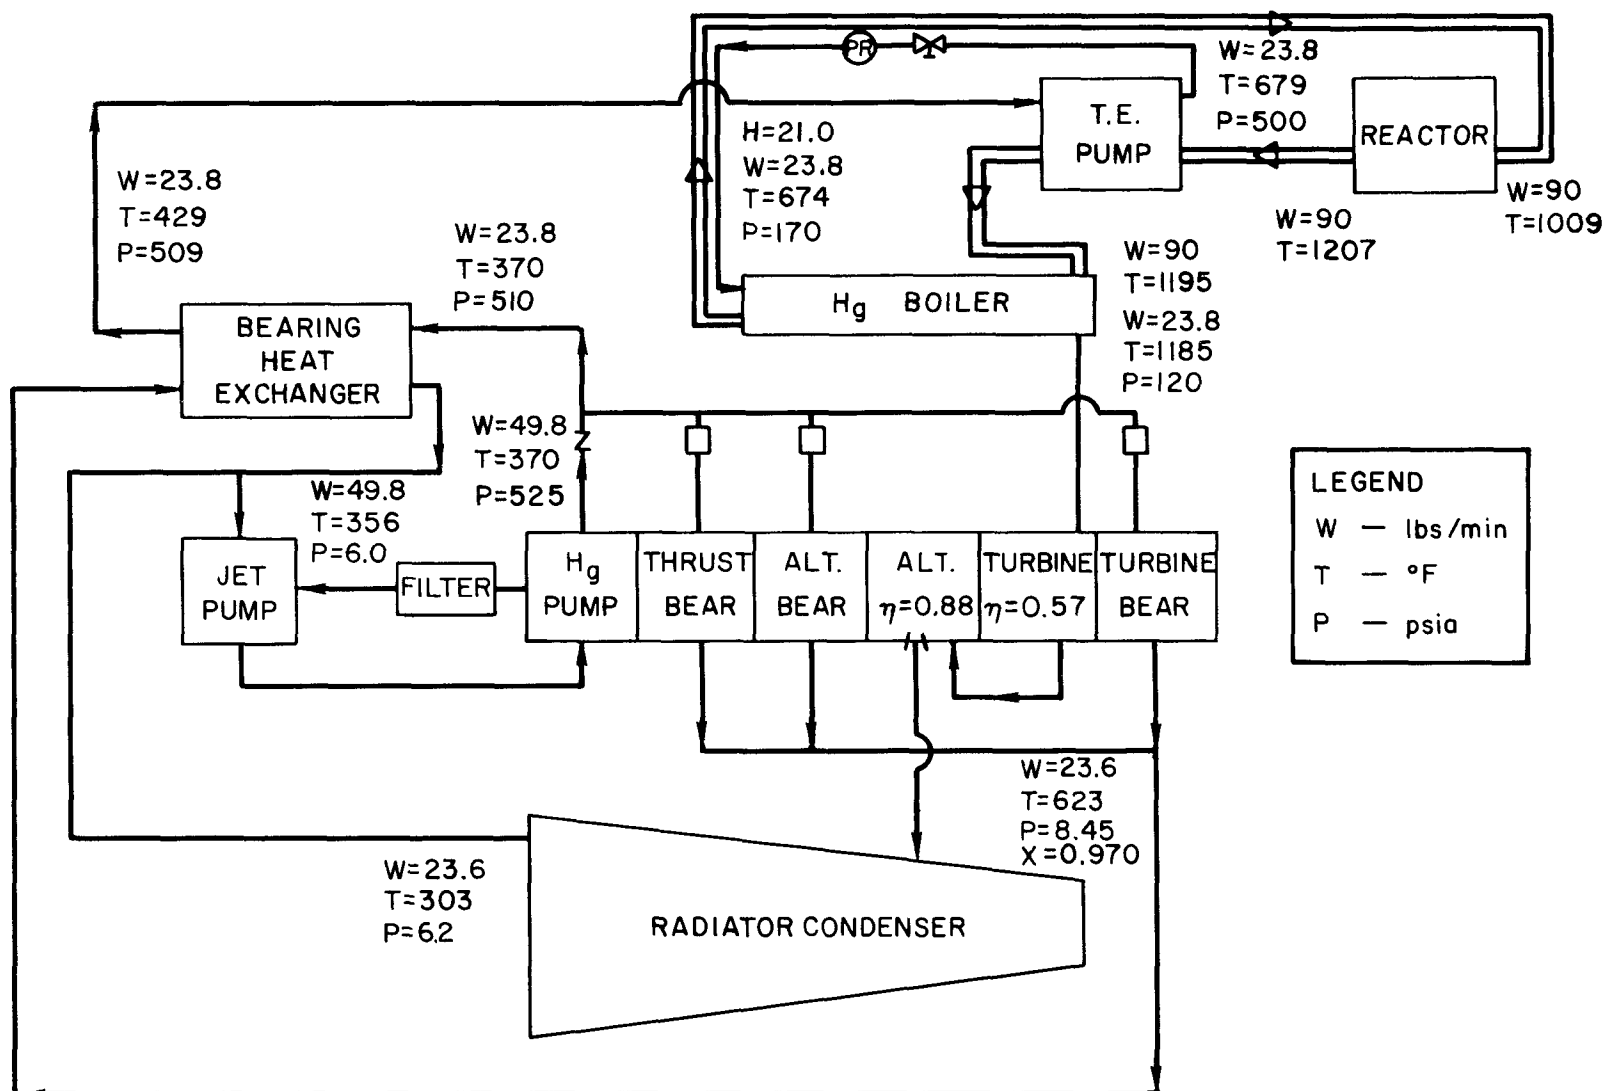 PR
W=23.8
T=679
P=500
T.E.
PUMP
REACTOR
H=21.0
W=23.8
T=674
P=170
W=23.8
T=429
P=509
W=90
T=1009
W=90
T=1207
W=23.8
T=370
P=510
W=90
T=1195
W=23.8
T=1185
P=120
Hg BOILER
BEARING
HEAT
EXCHANGER
W=49.8
T=370
P=525
W=49.8
T=356
P=6.0
LEGEND
W — lbs/min
T — °F
P — psia
JET
PUMP
FILTER
Hg
PUMP
THRUST
BEAR
ALT.
BEAR
ALT.
η=0.88
TURBINE
η=0.57
TURBINE
BEAR
W=23.6
T=623
P=8.45
X=0.970
W=23.6
T=303
P=6.2
RADIATOR CONDENSER